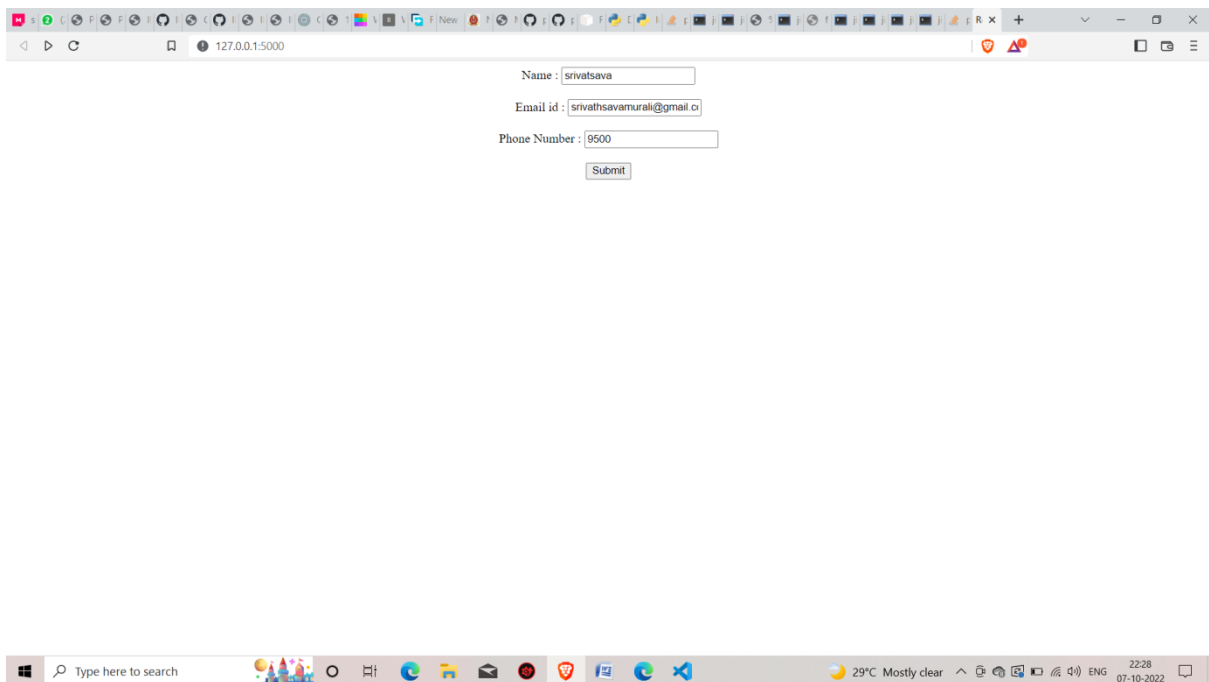 New
127.0.0.1:5000
Name : srivatsava
Email id : srivathsavamurali@gmail.c
Phone Number : 9500
Submit
Type here to search
29°C Mostly clear
ENG
22:28
07-10-2022